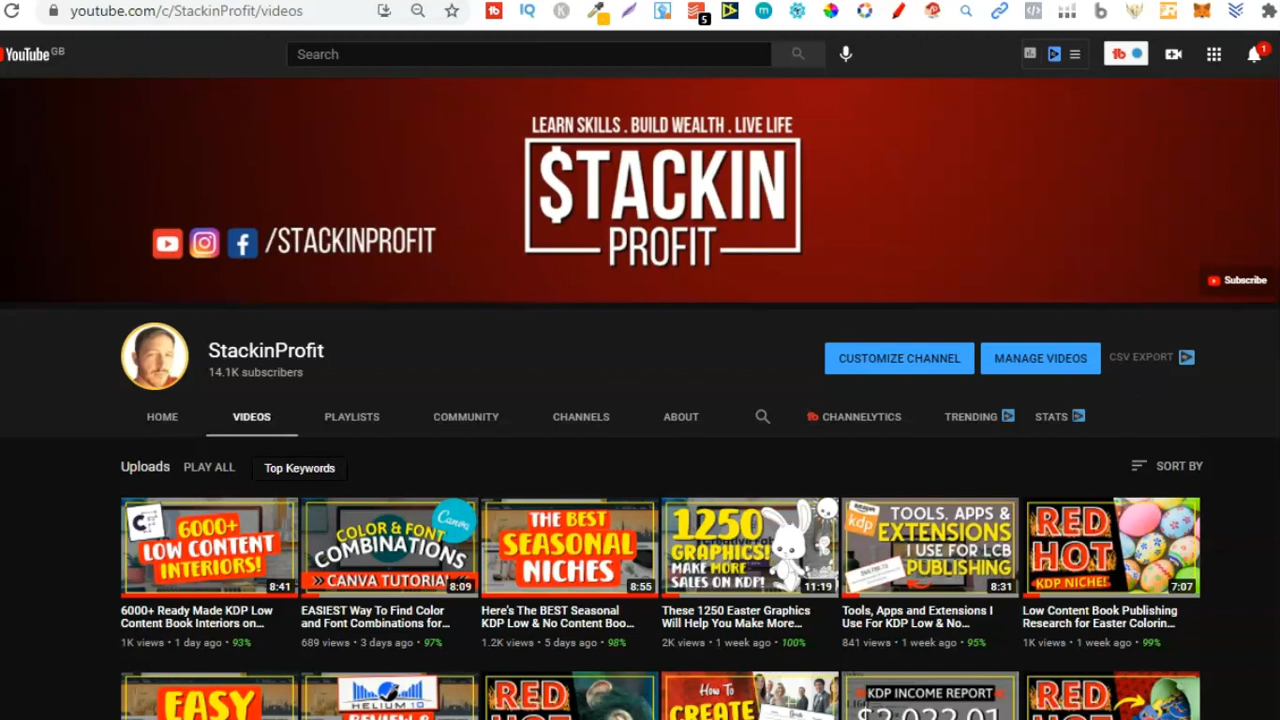 youtube.com/c/StackinProfit/videos
5
YouTube GB
Search
1
LEARN SKILLS . BUILD WEALTH . LIVE LIFE
$TACKIN
PROFIT
/STACKINPROFIT
Subscribe
StackinProfit
14.1K subscribers
CUSTOMIZE CHANNEL
MANAGE VIDEOS
CSV EXPORT
HOME
VIDEOS
PLAYLISTS
COMMUNITY
CHANNELS
ABOUT
CHANNELYTICS
TRENDING
STATS
Uploads
PLAY ALL
Top Keywords
SORT BY
6000+
LOW CONTENT
INTERIORS!
8:41
6000+ Ready Made KDP Low
Content Book Interiors on...
1K views • 1 day ago • 93%
Canva
COLOR & FONT
COMBINATIONS
>> CANVA TUTORIAL
8:09
EASIEST Way To Find Color
and Font Combinations for...
689 views • 3 days ago • 97%
THE BEST
SEASONAL
NICHES
8:55
Here's The BEST Seasonal
KDP Low & No Content Boo...
1.2K views • 5 days ago • 98%
1250
GRAPHICS!
MAKE MORE
SALES ON KDP!
11:19
These 1250 Easter Graphics
Will Help You Make More...
2K views • 1 week ago • 100%
kdp
TOOLS, APPS &
EXTENSIONS
I USE FOR LCB
PUBLISHING
8:31
Tools, Apps and Extensions I
Use For KDP Low & No...
841 views • 1 week ago • 95%
RED
HOT
KDP NICHE!
7:07
Low Content Book Publishing
Research for Easter Colorin...
1K views • 1 week ago • 99%
EASY
HELIUM 10
RED
HOW TO
CREATE
KDP INCOME REPORT
$2,022.01
RED